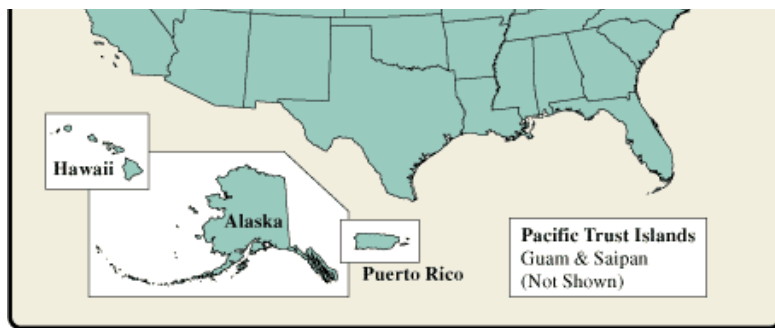 Hawaii
Alaska
Puerto Rico
Pacific Trust Islands
Guam & Saipan
(Not Shown)